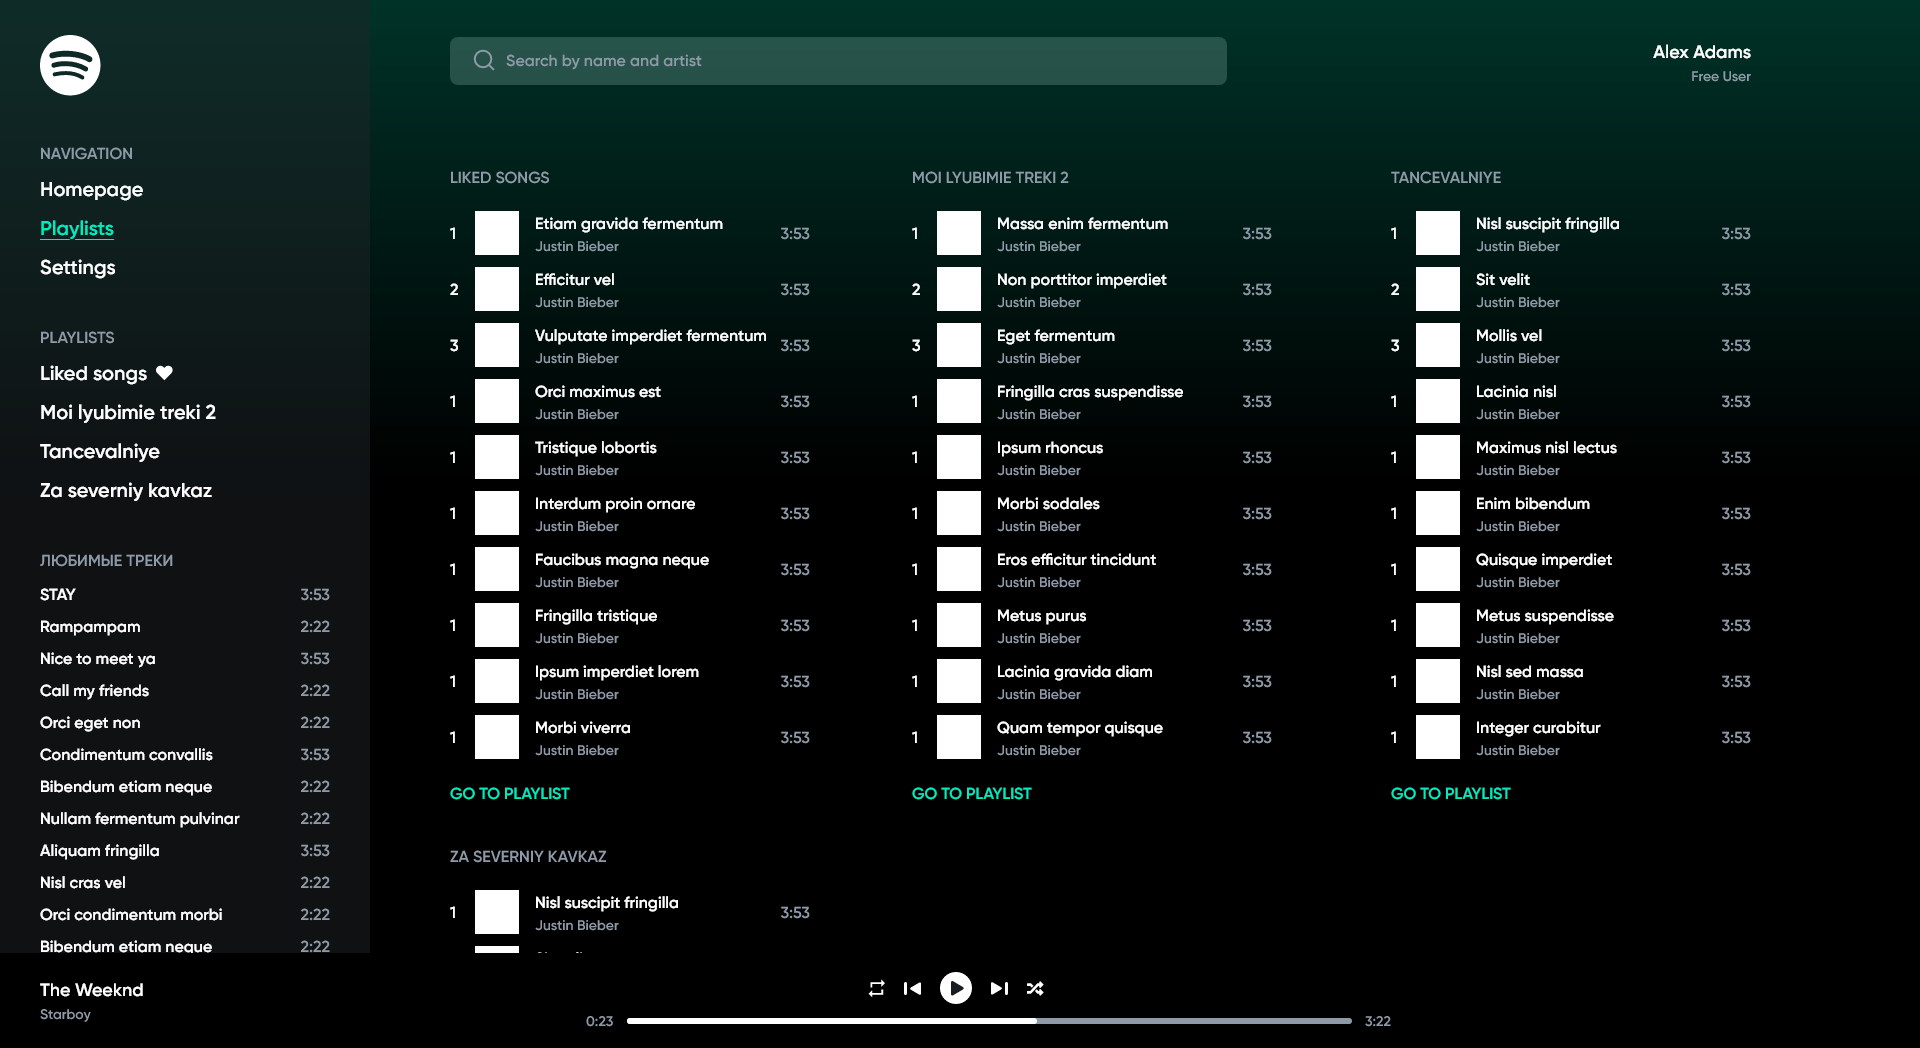 NAVIGATION
Homepage
Playlists
Settings
PLAYLISTS
Liked songs
Moi lyubimie treki 2
Tancevalniye
Za severniy kavkaz
ЛЮБИМЫЕ ТРЕКИ
STAY 3:53
Rampampam 2:22
Nice to meet ya 3:53
Call my friends 2:22
Orci eget non 2:22
Condimentum convallis 3:53
Bibendum etiam neque 2:22
Nullam fermentum pulvinar 2:22
Aliquam fringilla 3:53
Nisl cras vel 2:22
Orci condimentum morbi 2:22
Bibendum etiam neque 2:22
Search by name and artist
Alex Adams
Free User
LIKED SONGS
1 Etiam gravida fermentum 3:53
Justin Bieber
2 Efficitur vel 3:53
Justin Bieber
3 Vulputate imperdiet fermentum 3:53
Justin Bieber
1 Orci maximus est 3:53
Justin Bieber
1 Tristique lobortis 3:53
Justin Bieber
1 Interdum proin ornare 3:53
Justin Bieber
1 Faucibus magna neque 3:53
Justin Bieber
1 Fringilla tristique 3:53
Justin Bieber
1 Ipsum imperdiet lorem 3:53
Justin Bieber
1 Morbi viverra 3:53
Justin Bieber
GO TO PLAYLIST
MOI LYUBIMIE TREKI 2
1 Massa enim fermentum 3:53
Justin Bieber
2 Non porttitor imperdiet 3:53
Justin Bieber
3 Eget fermentum 3:53
Justin Bieber
1 Fringilla cras suspendisse 3:53
Justin Bieber
1 Ipsum rhoncus 3:53
Justin Bieber
1 Morbi sodales 3:53
Justin Bieber
1 Eros efficitur tincidunt 3:53
Justin Bieber
1 Metus purus 3:53
Justin Bieber
1 Lacinia gravida diam 3:53
Justin Bieber
1 Quam tempor quisque 3:53
Justin Bieber
GO TO PLAYLIST
TANCEVALNIYE
1 Nisl suscipit fringilla 3:53
Justin Bieber
2 Sit velit 3:53
Justin Bieber
3 Mollis vel 3:53
Justin Bieber
1 Lacinia nisl 3:53
Justin Bieber
1 Maximus nisl lectus 3:53
Justin Bieber
1 Enim bibendum 3:53
Justin Bieber
1 Quisque imperdiet 3:53
Justin Bieber
1 Metus suspendisse 3:53
Justin Bieber
1 Nisl sed massa 3:53
Justin Bieber
1 Integer curabitur 3:53
Justin Bieber
GO TO PLAYLIST
ZA SEVERNIY KAVKAZ
1 Nisl suscipit fringilla 3:53
Justin Bieber
The Weeknd
Starboy
0:23 3:22